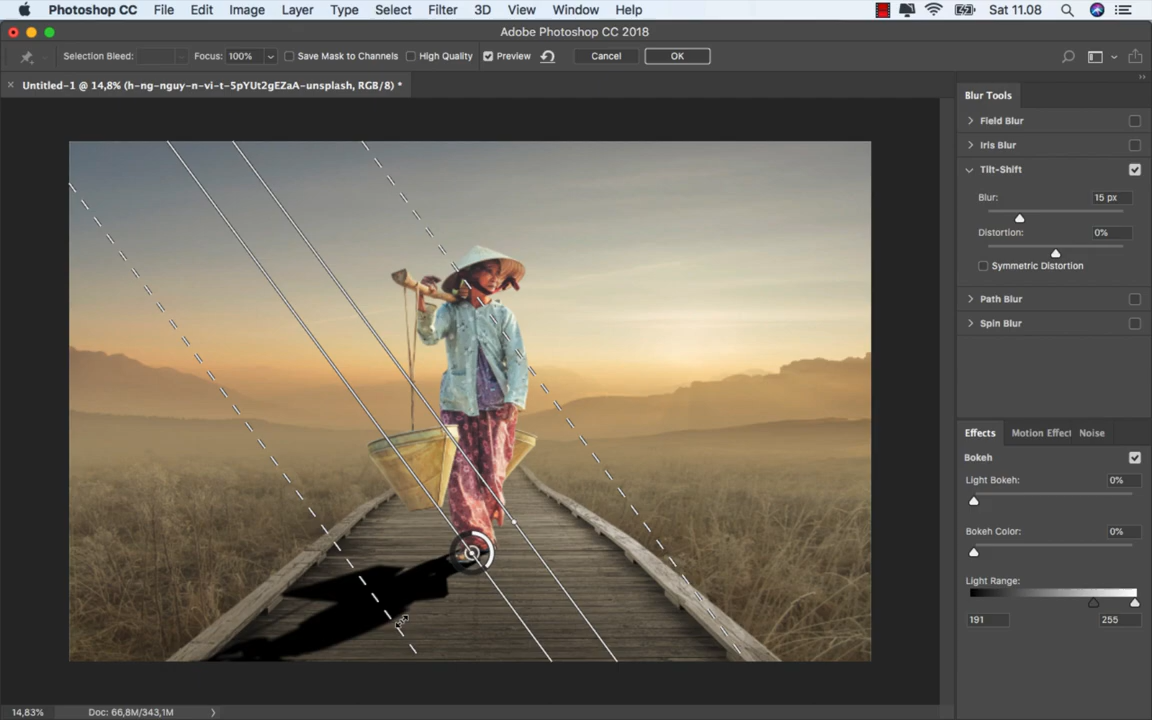 Photoshop CC File Edit Image Layer Type Select Filter 3D View Window Help Sat 11.08
Adobe Photoshop CC 2018
Selection Bleed: Focus: 100% Save Mask to Channels High Quality Preview Cancel OK
× Untitled-1 @ 14,8% (h-ng-nguy-n-vi-t-5pYUt2gEZaA-unsplash, RGB/8) *
Blur Tools
Field Blur
Iris Blur
Tilt-Shift
Blur: 15 px
Distortion: 0%
Symmetric Distortion
Path Blur
Spin Blur
Effects Motion Effect Noise
Bokeh
Light Bokeh: 0%
Bokeh Color: 0%
Light Range:
191 255
14,83% Doc: 66,8M/343,1M